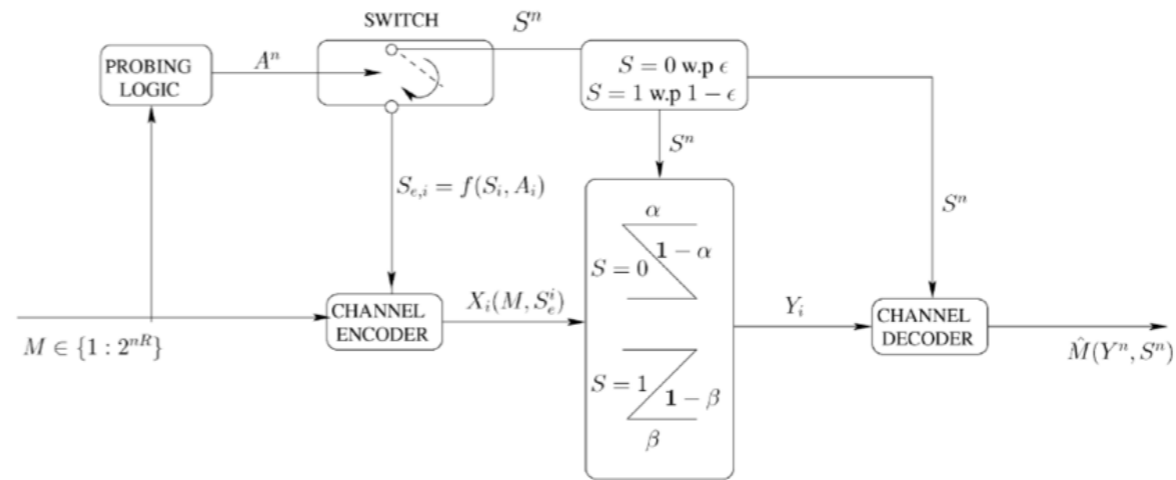 SWITCH
S^n
PROBING
LOGIC
A^n
S = 0 w.p ϵ
S = 1 w.p 1 − ϵ
S^n
S_{e,i} = f(S_i, A_i)
S^n
α
1 − α
S = 0
CHANNEL
ENCODER
X_i(M, S_e^i)
Y_i
CHANNEL
DECODER
M ∈ {1 : 2^{nR}}
M̂(Y^n, S^n)
S = 1
1 − β
β